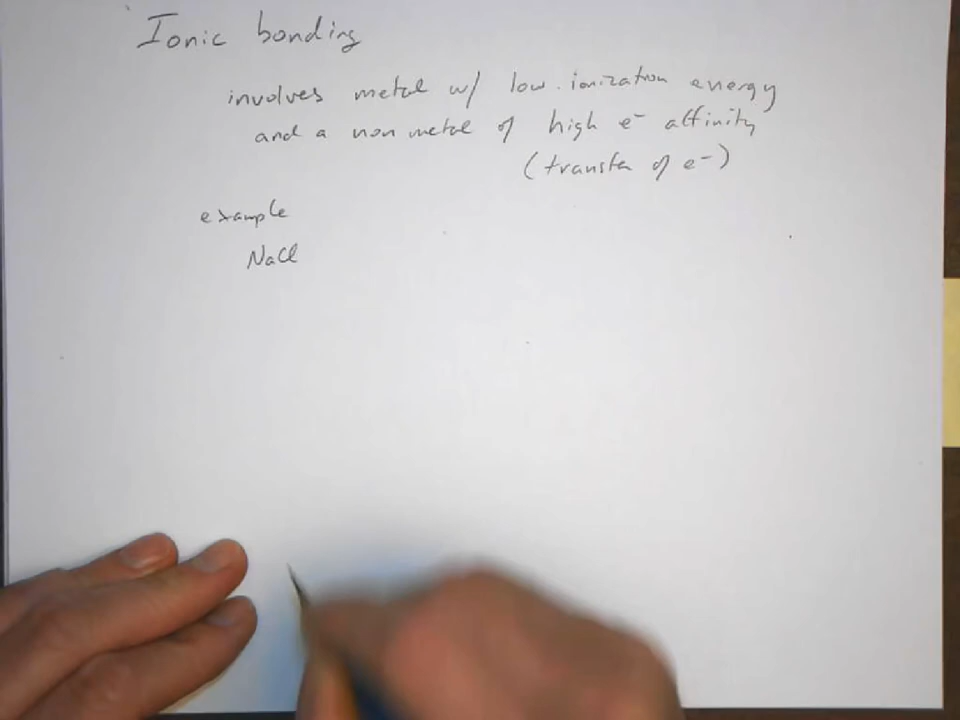 Ionic bonding
involves metal w/ low ionization energy
and a non metal of high e⁻ affinity
(transfer of e⁻)
example
NaCl